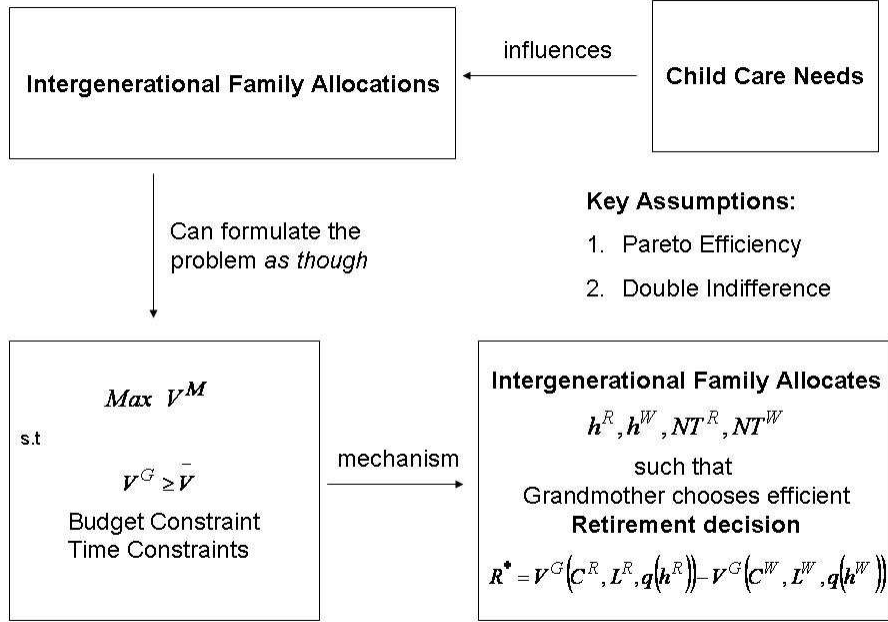 Intergenerational Family Allocations
influences
Child Care Needs
Can formulate the
problem as though
Key Assumptions:
1. Pareto Efficiency
2. Double Indifference
Max V^M
s.t
V^G ≥ V̄
Budget Constraint
Time Constraints
mechanism
Intergenerational Family Allocates
h^R, h^W, NT^R, NT^W
such that
Grandmother chooses efficient
Retirement decision
R* = V^G(C^R, L^R, q(h^R)) − V^G(C^W, L^W, q(h^W))